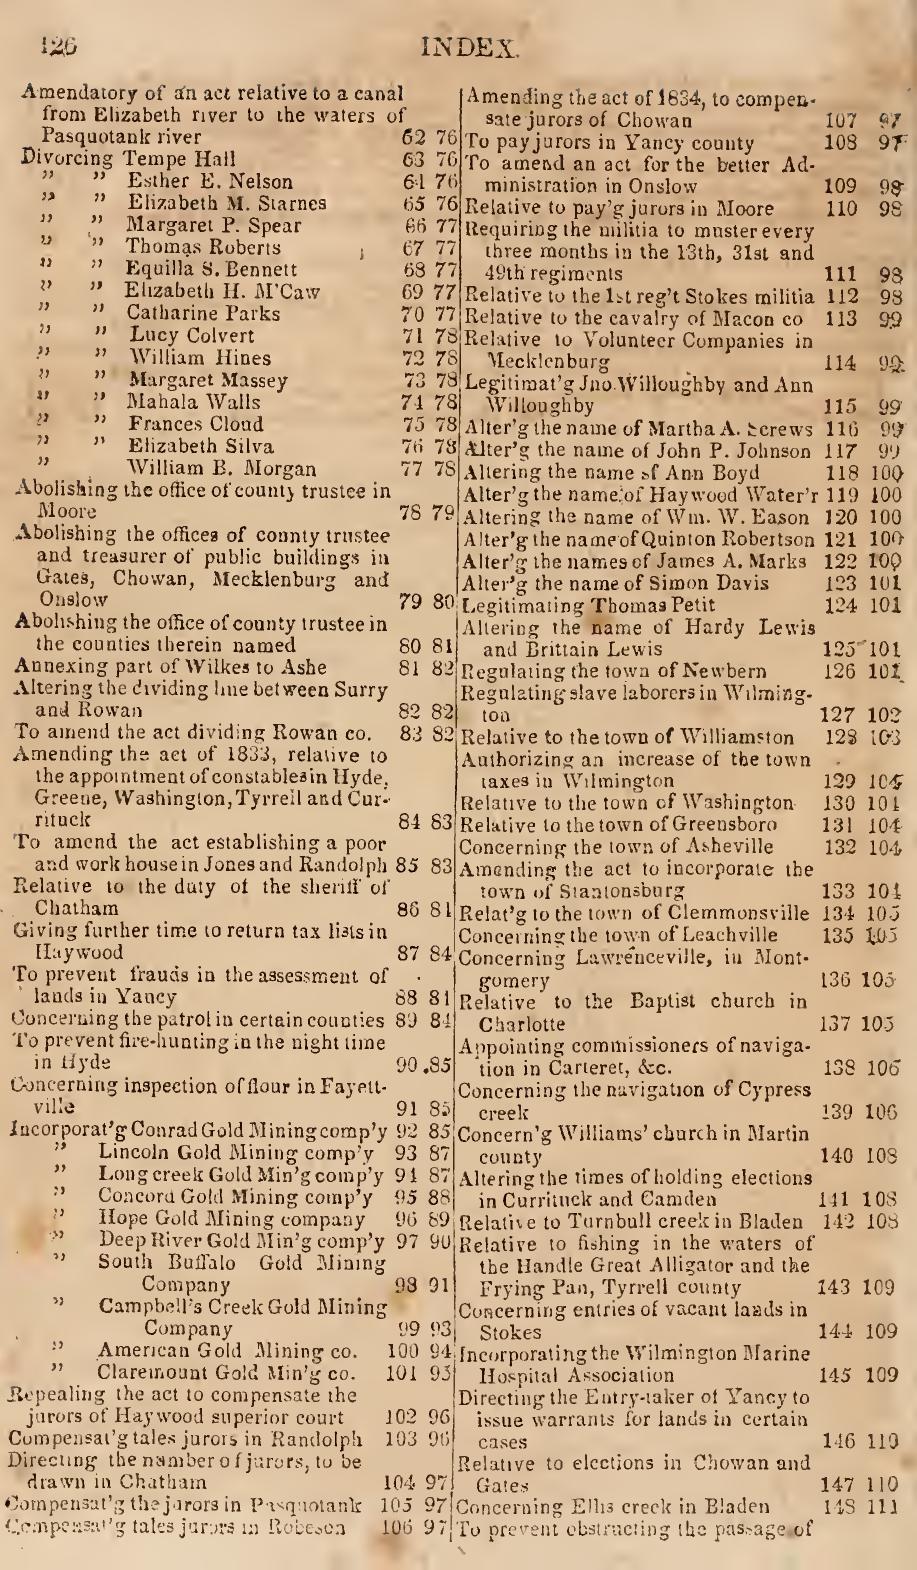 126
INDEX.
Amendatory of an act relative to a canal
from Elizabeth river to the waters of
Pasquotank river 62 76
Divorcing Tempe Hall 63 76
" " Esther E. Nelson 64 76
" " Elizabeth M. Starnes 65 76
" " Margaret P. Spear 66 77
" " Thomas Roberts 67 77
" " Equilla S. Bennett 68 77
" " Elizabeth H. M'Caw 69 77
" " Catharine Parks 70 77
" " Lucy Colvert 71 78
" " William Hines 72 78
" " Margaret Massey 73 78
" " Mahala Walls 74 78
" " Frances Cloud 75 78
" " Elizabeth Silva 76 78
" William B. Morgan 77 78
Abolishing the office of county trustee in
Moore 78 79
Abolishing the offices of county trustee
and treasurer of public buildings in
Gates, Chowan, Mecklenburg and
Onslow 79 80
Abolishing the office of county trustee in
the counties therein named 80 81
Annexing part of Wilkes to Ashe 81 82
Altering the dividing line between Surry
and Rowan 82 82
To amend the act dividing Rowan co. 83 82
Amending the act of 1833, relative to
the appointment of constables in Hyde,
Greene, Washington, Tyrrell and Cur-
rituck 84 83
To amend the act establishing a poor
and work house in Jones and Randolph 85 83
Relative to the duty of the sheriff of
Chatham 86 84
Giving further time to return tax lists in
Haywood 87 84
To prevent frauds in the assessment of
lands in Yancy 88 84
Concerning the patrol in certain counties 89 84
To prevent fire-hunting in the night time
in Hyde 90 85
Concerning inspection of flour in Fayett-
ville 91 85
Incorporat'g Conrad Gold Mining comp'y 92 85
" Lincoln Gold Mining comp'y 93 87
" Long creek Gold Min'g comp'y 94 87
" Concord Gold Mining comp'y 95 88
" Hope Gold Mining company 96 89
" Deep River Gold Min'g comp'y 97 90
" South Buffalo Gold Mining
Company 98 91
" Campbell's Creek Gold Mining
Company 99 93
" American Gold Mining co. 100 94
" Claremount Gold Min'g co. 101 95
Repealing the act to compensate the
jurors of Haywood superior court 102 96
Compensat'g tales jurors in Randolph 103 96
Directing the number of jurors, to be
drawn in Chatham 104 97
Compensat'g the jurors in Pasquotank 105 97
Compensat'g tales jurors in Robeson 106 97
Amending the act of 1834, to compen-
sate jurors of Chowan 107 97
To pay jurors in Yancy county 108 97
To amend an act for the better Ad-
ministration in Onslow 109 98
Relative to pay'g jurors in Moore 110 98
Requiring the militia to muster every
three months in the 13th, 31st and
49th regiments 111 98
Relative to the 1st reg't Stokes militia 112 98
Relative to the cavalry of Macon co 113 99
Relative to Volunteer Companies in
Mecklenburg 114 99
Legitimat'g Jno. Willoughby and Ann
Willoughby 115 99
Alter'g the name of Martha A. Screws 116 99
Alter'g the name of John P. Johnson 117 99
Altering the name of Ann Boyd 118 100
Alter'g the name of Haywood Water'r 119 100
Altering the name of Wm. W. Eason 120 100
Alter'g the name of Quinton Robertson 121 100
Alter'g the names of James A. Marks 122 100
Alter'g the name of Simon Davis 123 101
Legitimating Thomas Petit 124 101
Altering the name of Hardy Lewis
and Brittain Lewis 125 101
Regulating the town of Newbern 126 101
Regulating slave laborers in Wilming-
ton 127 102
Relative to the town of Williamston 128 103
Authorizing an increase of the town
taxes in Wilmington 129 104
Relative to the town of Washington 130 104
Relative to the town of Greensboro 131 104
Concerning the town of Asheville 132 104
Amending the act to incorporate the
town of Stantonsburg 133 104
Relat'g to the town of Clemmonsville 134 105
Concerning the town of Leachville 135 105
Concerning Lawrenceville, in Mont-
gomery 136 105
Relative to the Baptist church in
Charlotte 137 105
Appointing commissioners of naviga-
tion in Carteret, &c. 138 106
Concerning the navigation of Cypress
creek 139 106
Concern'g Williams' church in Martin
county 140 108
Altering the times of holding elections
in Currituck and Camden 141 108
Relative to Turnbull creek in Bladen 142 108
Relative to fishing in the waters of
the Handle Great Alligator and the
Frying Pan, Tyrrell county 143 109
Concerning entries of vacant lands in
Stokes 144 109
Incorporating the Wilmington Marine
Hospital Association 145 109
Directing the Entry-taker of Yancy to
issue warrants for lands in certain
cases 146 110
Relative to elections in Chowan and
Gates 147 110
Concerning Ellis creek in Bladen 148 111
To prevent obstructing the passage of